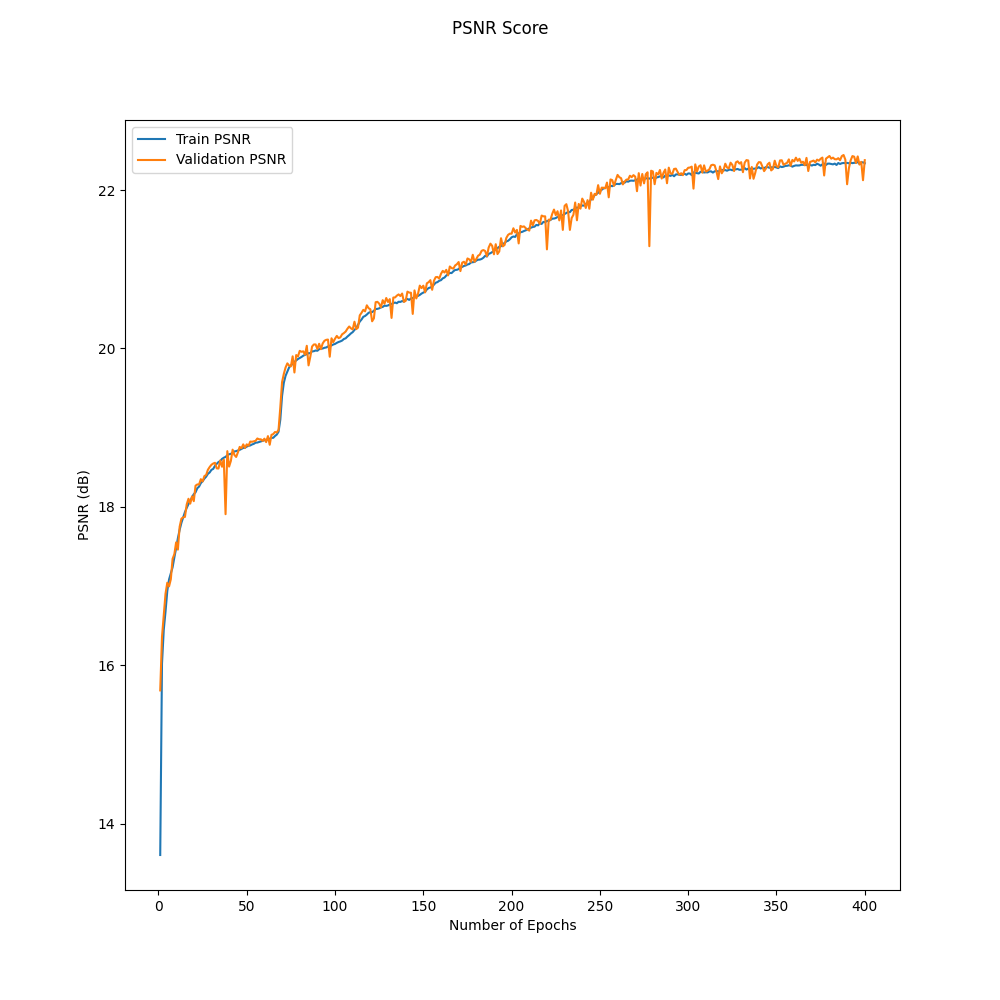 PSNR Score
Train PSNR
Validation PSNR
22
20
18
16
14
PSNR (dB)
0 50 100 150 200 250 300 350 400
Number of Epochs